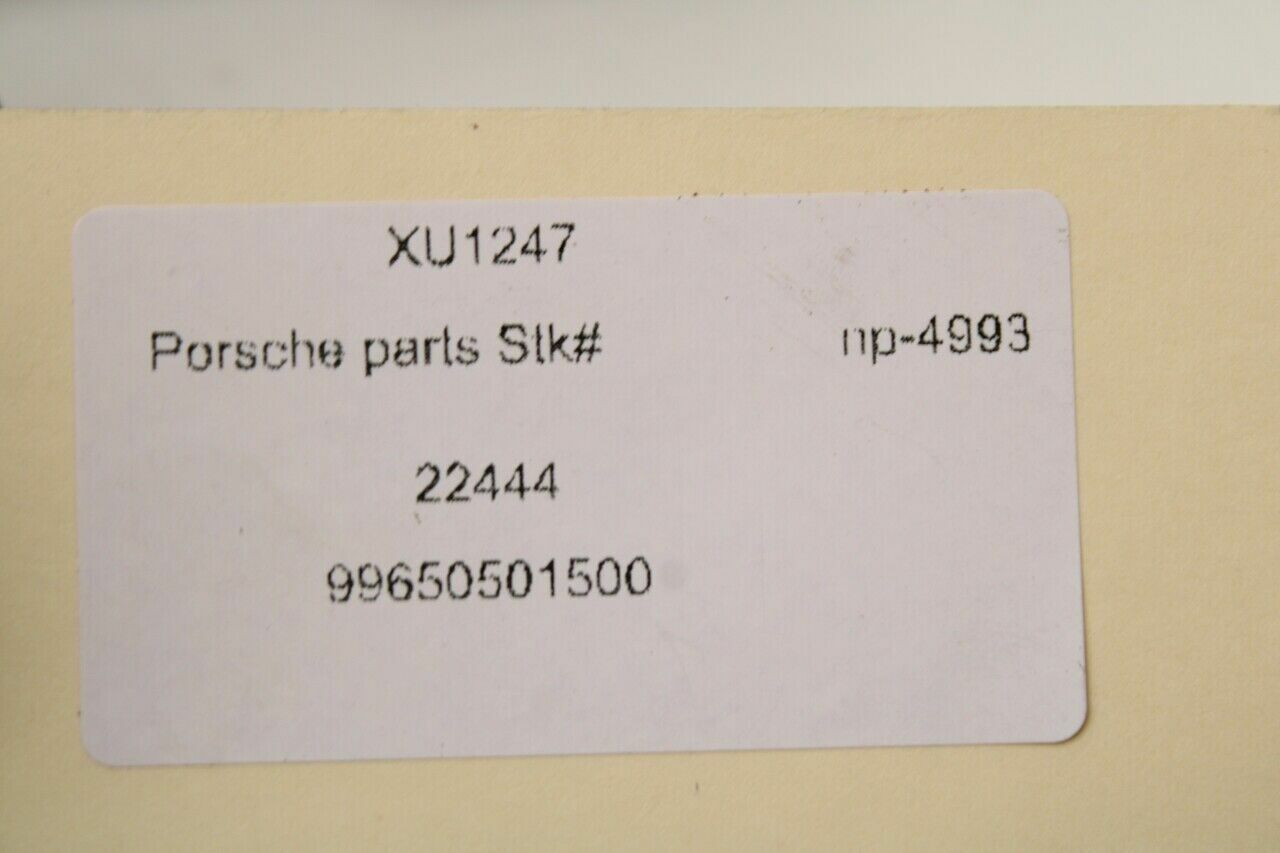 XU1247
Porsche parts Stk# np-4993
22444
99650501500